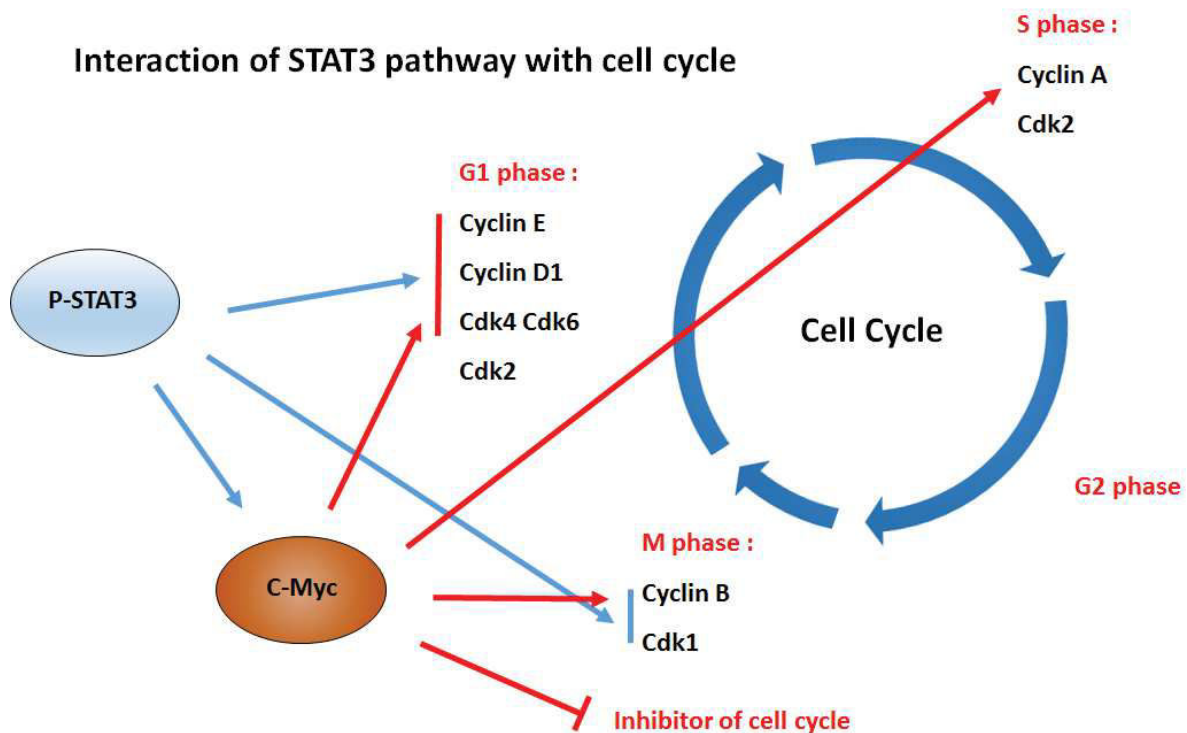 Interaction of STAT3 pathway with cell cycle
S phase :
Cyclin A
Cdk2
G1 phase :
Cyclin E
Cyclin D1
Cdk4 Cdk6
Cdk2
P-STAT3
Cell Cycle
G2 phase
M phase :
Cyclin B
Cdk1
C-Myc
Inhibitor of cell cycle